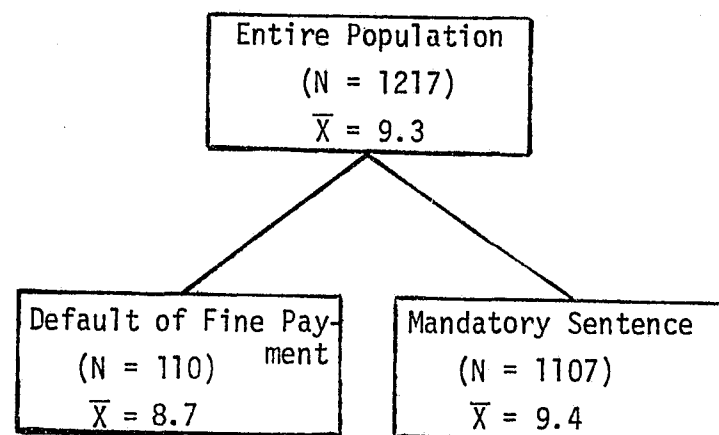 Entire Population
(N = 1217)
X̅ = 9.3
Default of Fine Pay-
ment
(N = 110)
X̅ = 8.7
Mandatory Sentence
(N = 1107)
X̅ = 9.4